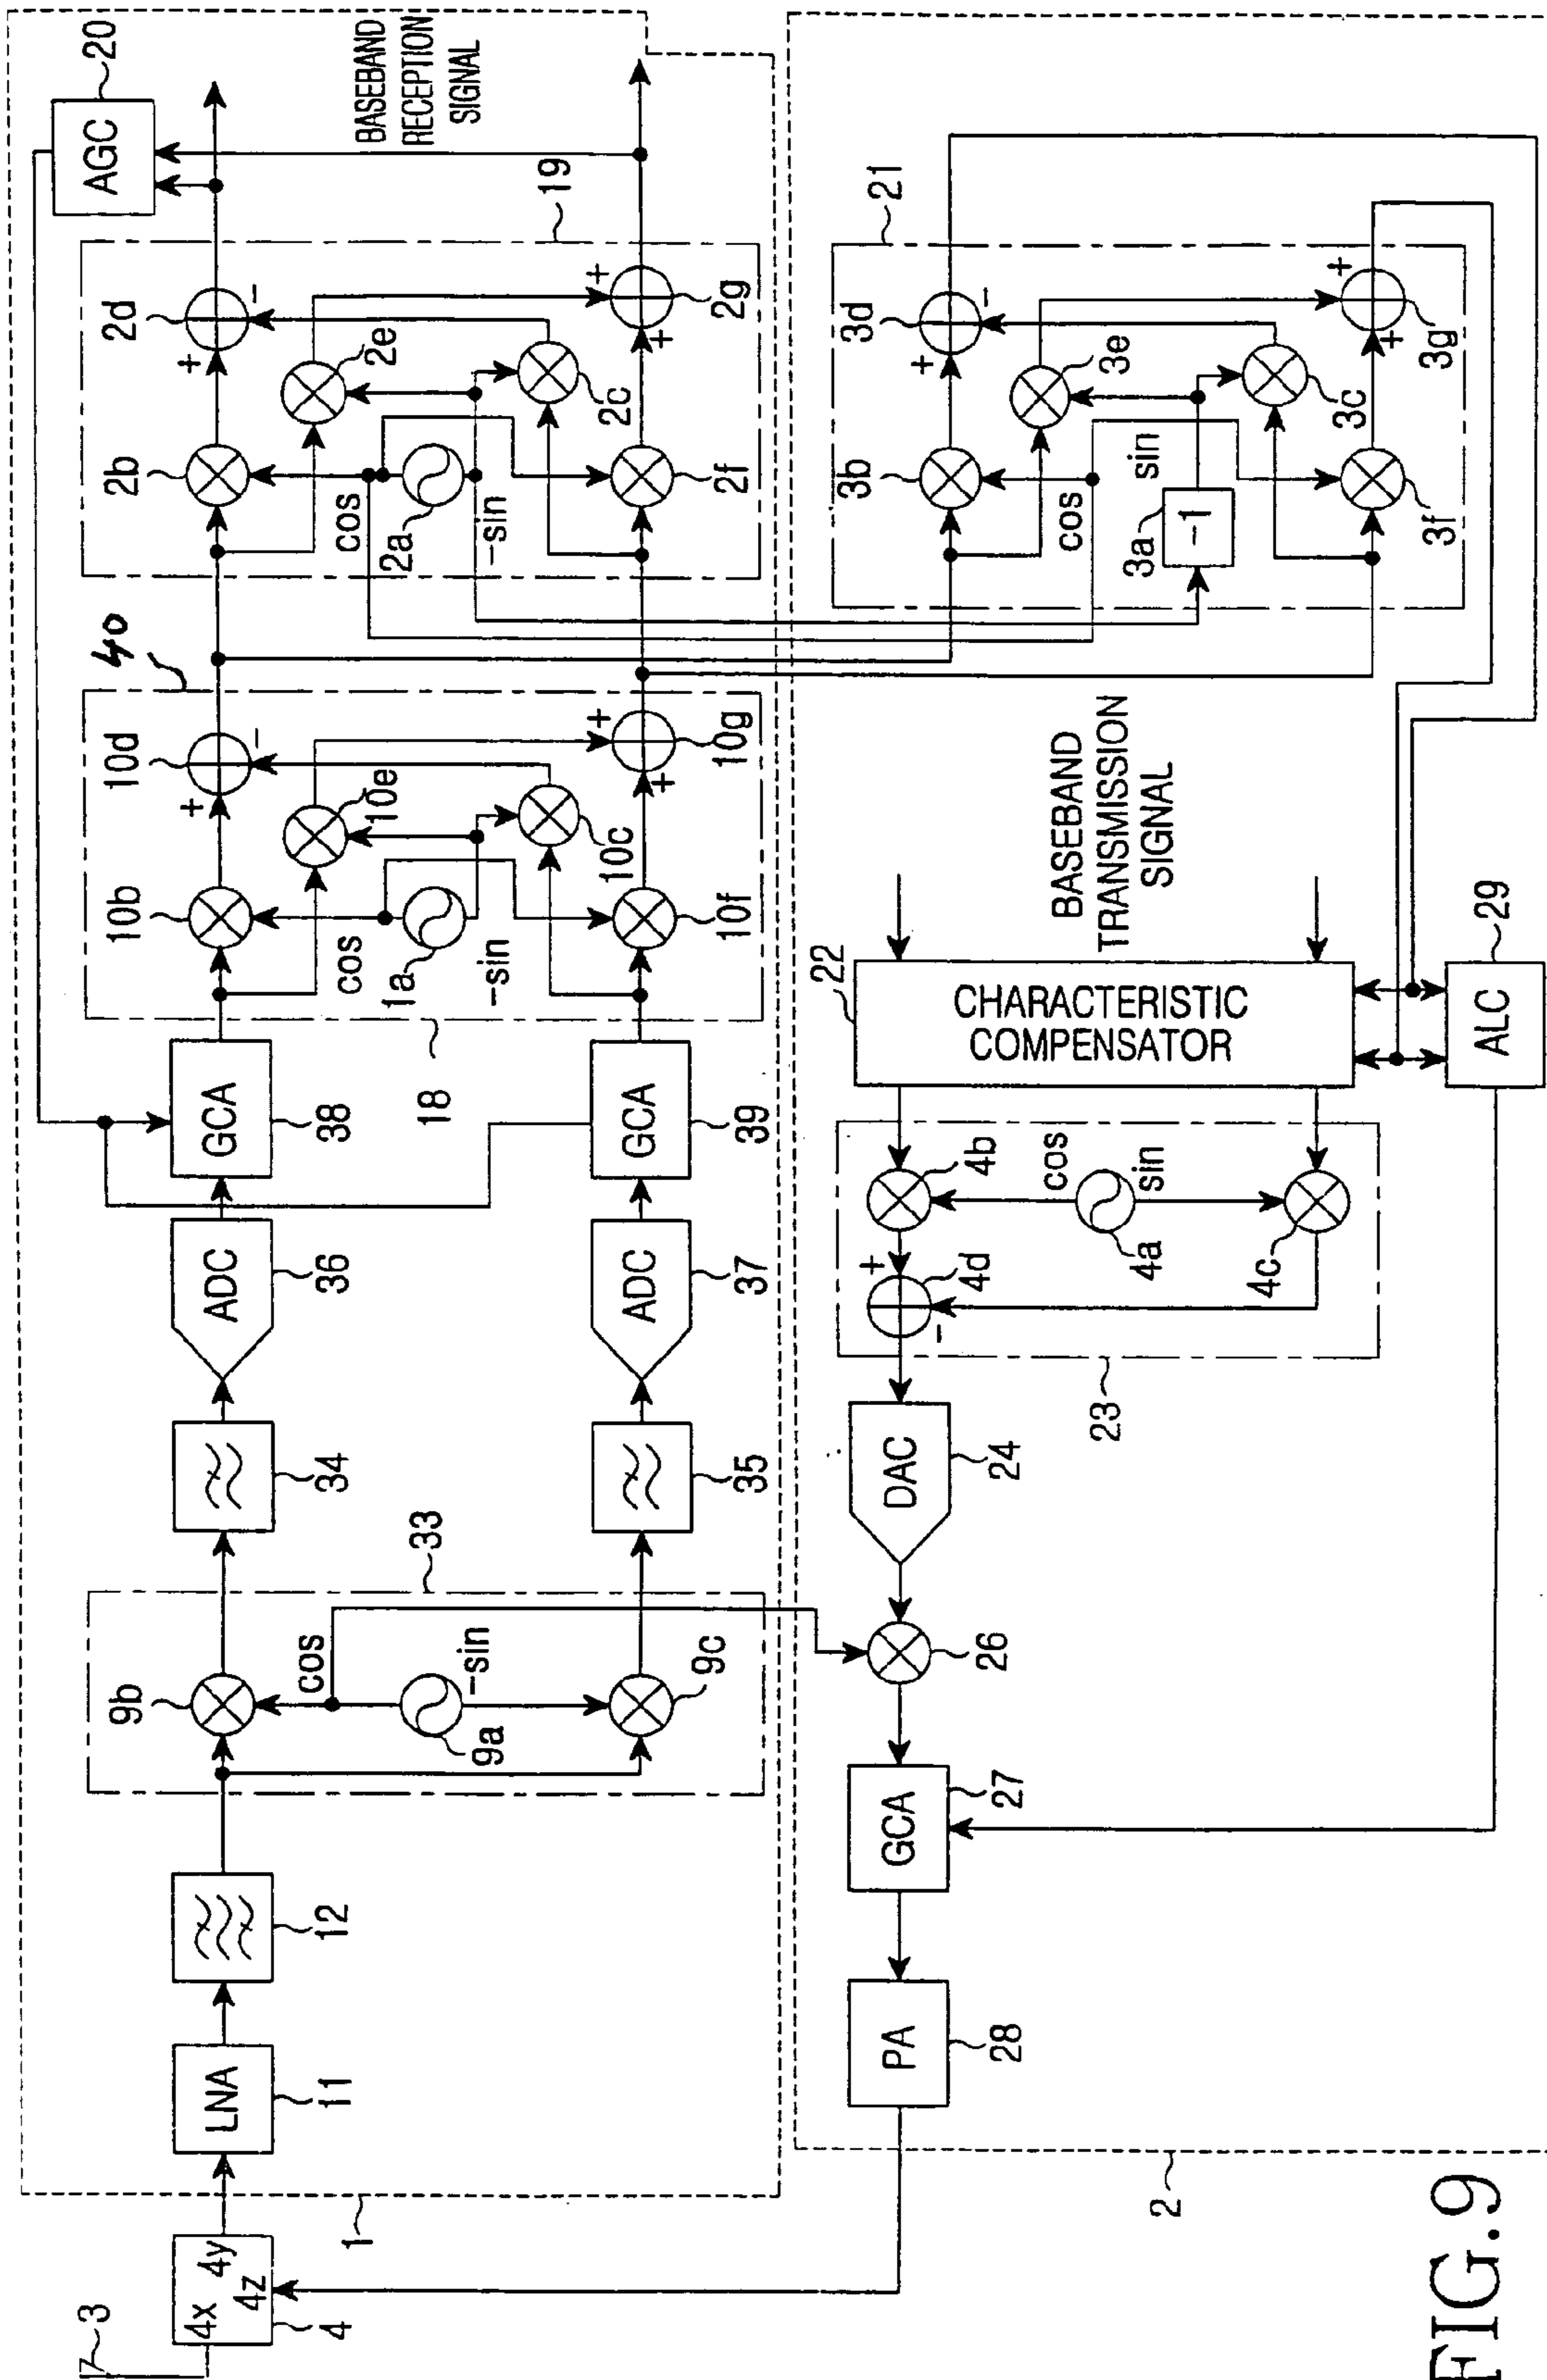 3
4x
4y
4z
4
1
LNA
11
12
9b
cos
9a
-sin
9c
33
34
35
ADC
36
ADC
37
GCA
38
GCA
39
18
10b
cos
1a
-sin
10f
10d
10e
10c
10g
+
-
+
+
40
2b
cos
2a
-sin
2f
2d
2e
2c
2g
+
-
+
+
19
AGC
20
BASEBAND
RECEPTION
SIGNAL
2
PA
28
GCA
27
26
DAC
24
23
4d
+
-
4b
cos
4a
sin
4c
22
CHARACTERISTIC
COMPENSATOR
ALC
29
BASEBAND
TRANSMISSION
SIGNAL
3b
cos
3a
-1
sin
3f
3d
3e
3c
3g
+
-
+
+
21
FIG.9